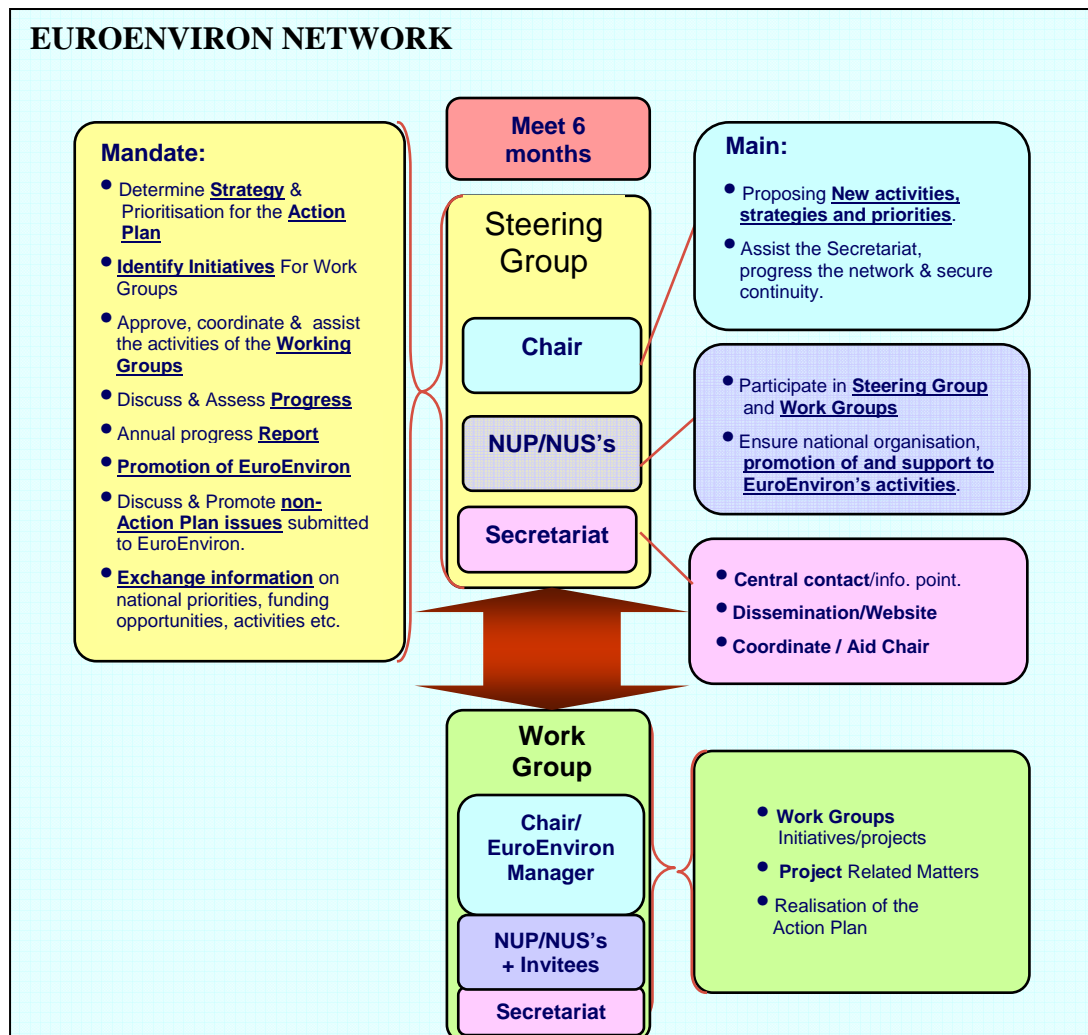 EUROENVIRON NETWORK
Meet 6
months
Mandate:
• Determine Strategy &
Prioritisation for the Action
Plan
• Identify Initiatives For Work
Groups
• Approve, coordinate & assist
the activities of the Working
Groups
• Discuss & Assess Progress
• Annual progress Report
• Promotion of EuroEnviron
• Discuss & Promote non-
Action Plan issues submitted
to EuroEnviron.
• Exchange information on
national priorities, funding
opportunities, activities etc.
Steering
Group
Chair
NUP/NUS's
Secretariat
Main:
• Proposing New activities,
strategies and priorities.
• Assist the Secretariat,
progress the network & secure
continuity.
• Participate in Steering Group
and Work Groups
• Ensure national organisation,
promotion of and support to
EuroEnviron's activities.
• Central contact/info. point.
• Dissemination/Website
• Coordinate / Aid Chair
Work
Group
Chair/
EuroEnviron
Manager
NUP/NUS's
+ Invitees
Secretariat
• Work Groups
Initiatives/projects
• Project Related Matters
• Realisation of the
Action Plan